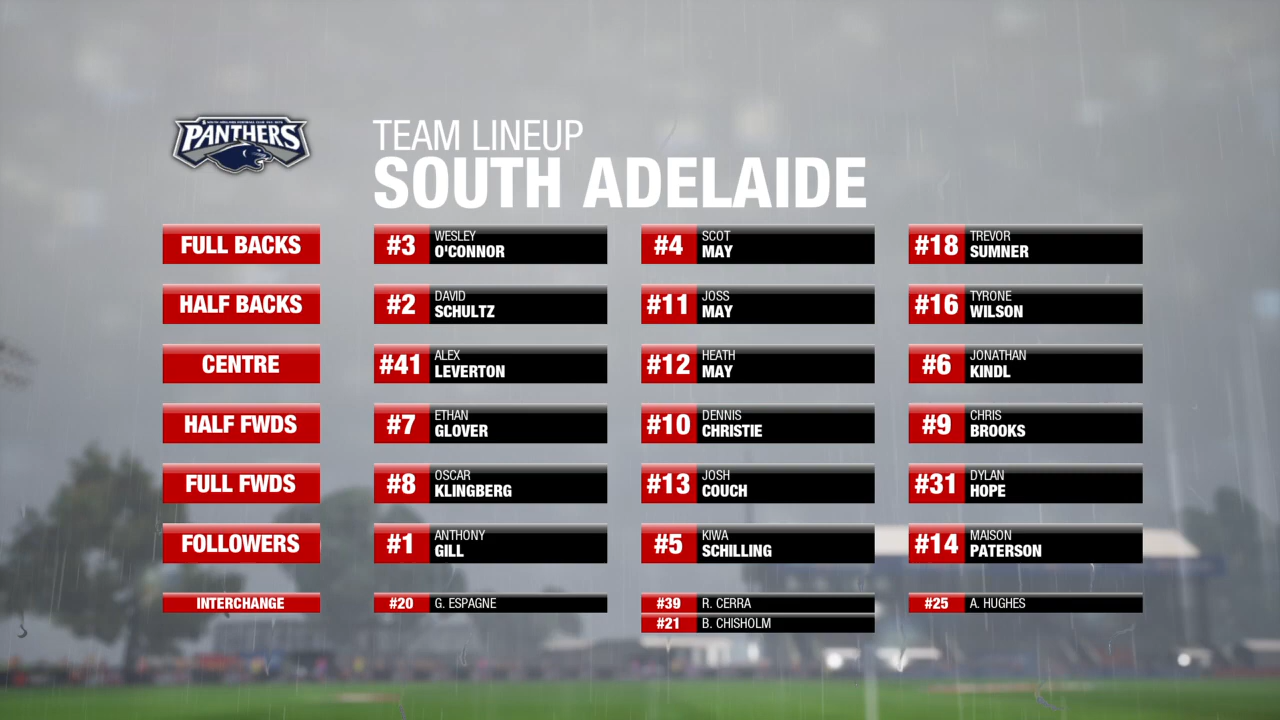 PANTHERS
TEAM LINEUP
SOUTH ADELAIDE
FULL BACKS
#3 WESLEY O'CONNOR
#4 SCOT MAY
#18 TREVOR SUMNER
HALF BACKS
#2 DAVID SCHULTZ
#11 JOSS MAY
#16 TYRONE WILSON
CENTRE
#41 ALEX LEVERTON
#12 HEATH MAY
#6 JONATHAN KINDL
HALF FWDS
#7 ETHAN GLOVER
#10 DENNIS CHRISTIE
#9 CHRIS BROOKS
FULL FWDS
#8 OSCAR KLINGBERG
#13 JOSH COUCH
#31 DYLAN HOPE
FOLLOWERS
#1 ANTHONY GILL
#5 KIWA SCHILLING
#14 MAISON PATERSON
INTERCHANGE
#20 G. ESPAGNE
#39 R. CERRA
#25 A. HUGHES
#21 B. CHISHOLM